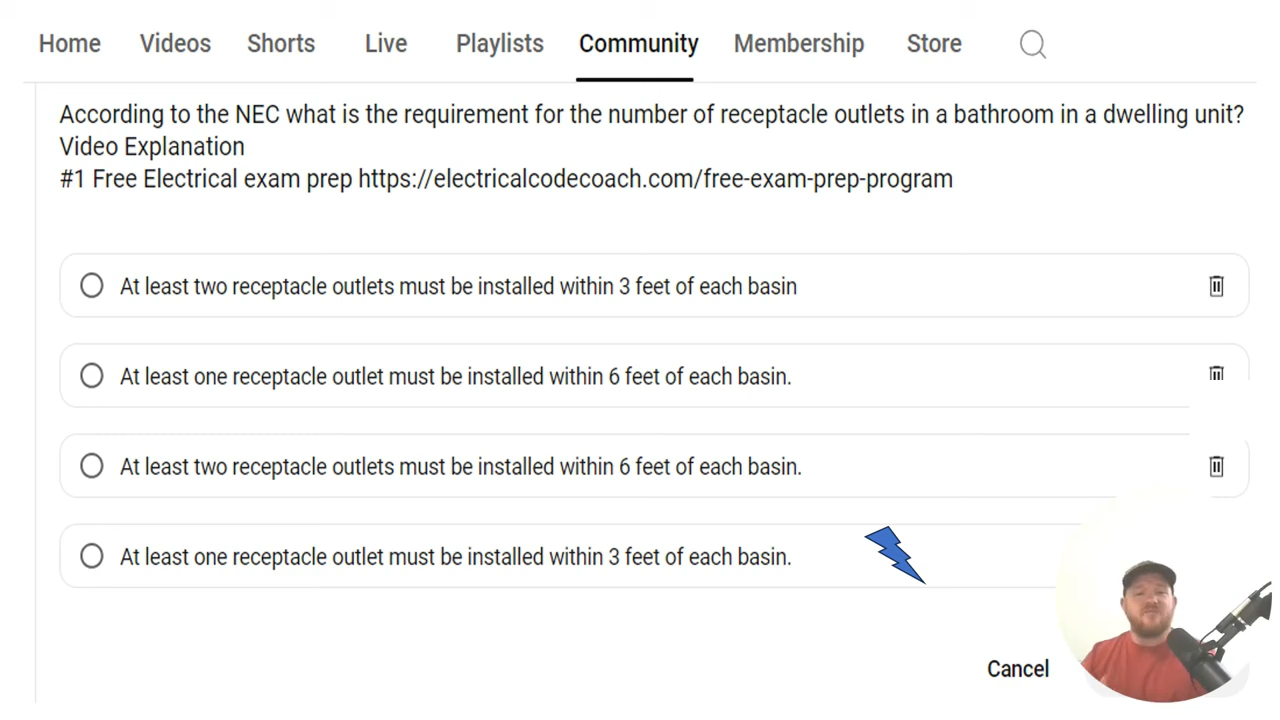 Home Videos Shorts Live Playlists Community Membership Store
According to the NEC what is the requirement for the number of receptacle outlets in a bathroom in a dwelling unit?
Video Explanation
#1 Free Electrical exam prep https://electricalcodecoach.com/free-exam-prep-program
At least two receptacle outlets must be installed within 3 feet of each basin
At least one receptacle outlet must be installed within 6 feet of each basin.
At least two receptacle outlets must be installed within 6 feet of each basin.
At least one receptacle outlet must be installed within 3 feet of each basin.
Cancel